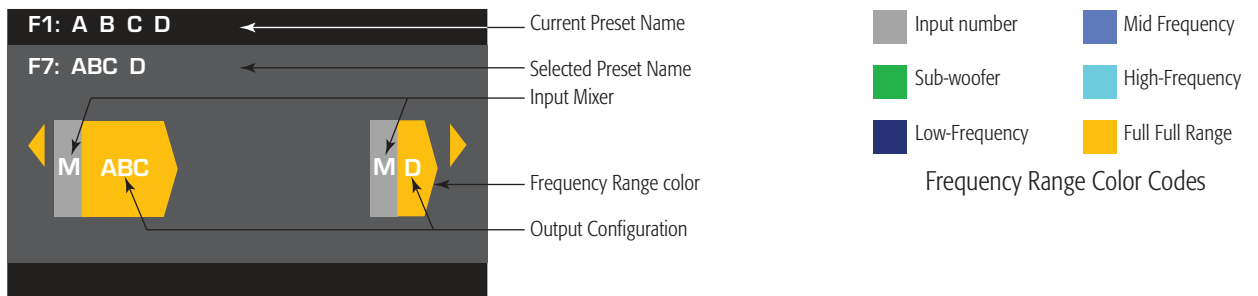 F1: A B C D
Current Preset Name
F7: ABC D
Selected Preset Name
Input Mixer
M ABC
M D
Frequency Range color
Output Configuration
Input number
Mid Frequency
Sub-woofer
High-Frequency
Low-Frequency
Full Full Range
Frequency Range Color Codes